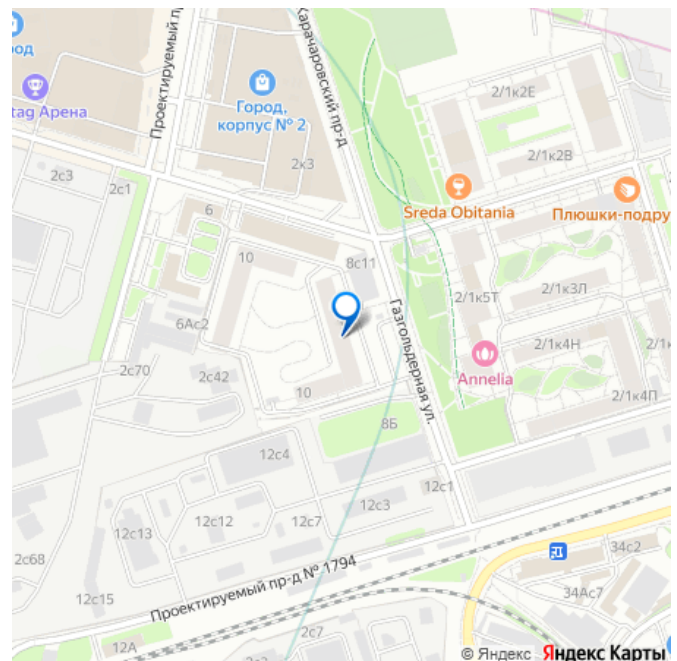 од
Проектируемый пр
Карачаровский пр-д
2/1к2Е
tag Арена
Город,
корпус № 2
2к3
2/1к2В
2с3
2с1
Sreda Obitania
Плюшки-подру
6
10
8с11
2/1к5Т
2/1к3Л
6Ас2
Газгольдерная ул.
2/1к4Н
2/1к
2с70
2с42
Annelia
10
2/1к4П
8Б
12с4
12с1
12с3
12с13
12с12
12с7
2с68
34с2
Проектируемый пр-д № 1794
12с15
34Ас7
2с7
12А
© Яндекс Яндекс Карты